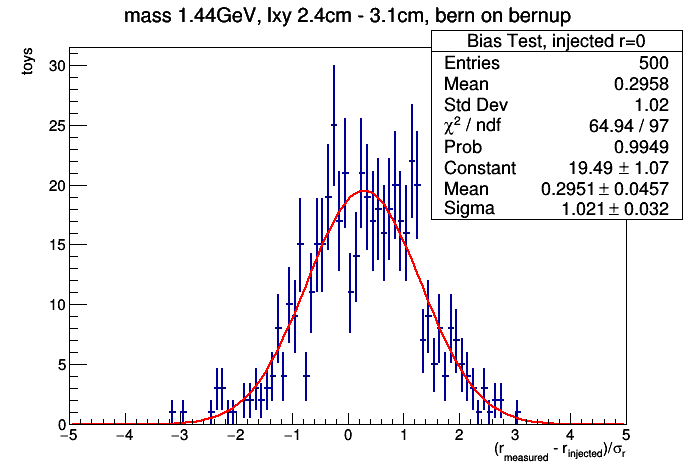 mass 1.44GeV, lxy 2.4cm - 3.1cm, bern on bernup
toys
Bias Test, injected r=0
Entries 500
Mean 0.2958
Std Dev 1.02
χ² / ndf 64.94 / 97
Prob 0.9949
Constant 19.49 ± 1.07
Mean 0.2951 ± 0.0457
Sigma 1.021 ± 0.032
30
25
20
15
10
5
0
−5 −4 −3 −2 −1 0 1 2 3 4 5
(r_measured - r_injected)/σ_r